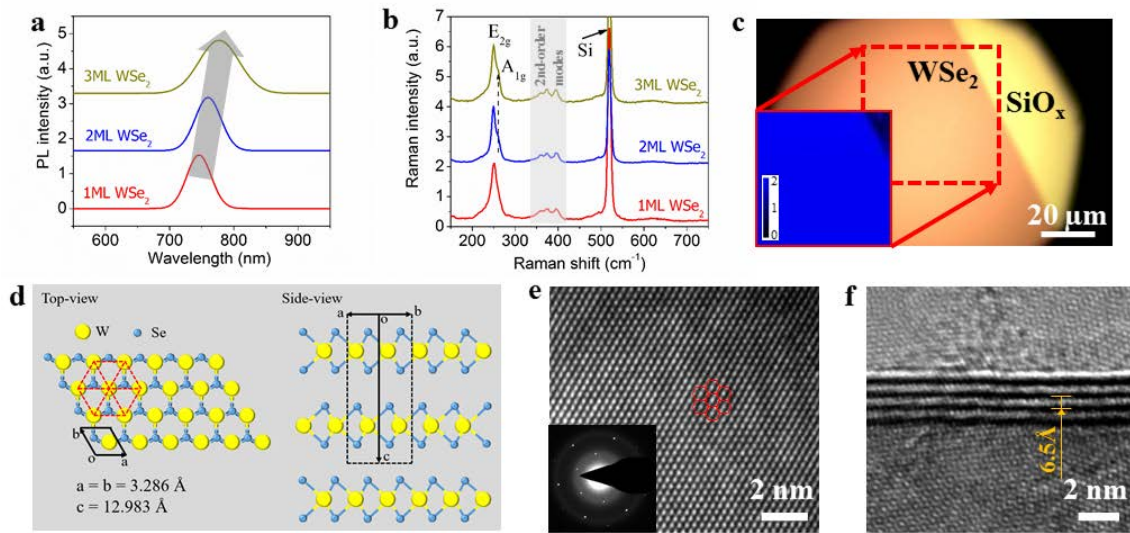 a
PL intensity (a.u.)
5
4
3
2
1
0
3ML WSe₂
2ML WSe₂
1ML WSe₂
600
700
800
900
Wavelength (nm)
b
Raman intensity (a.u.)
7
6
5
4
3
2
1
0
E₂g
A₁g
2nd-order
modes
Si
3ML WSe₂
2ML WSe₂
1ML WSe₂
200
300
400
500
600
700
Raman shift (cm⁻¹)
c
WSe₂
SiOₓ
2
1
0
20 μm
d
Top-view
W
Se
b
o
a
a = b = 3.286 Å
c = 12.983 Å
Side-view
a
o
b
c
e
2 nm
f
6.5Å
2 nm